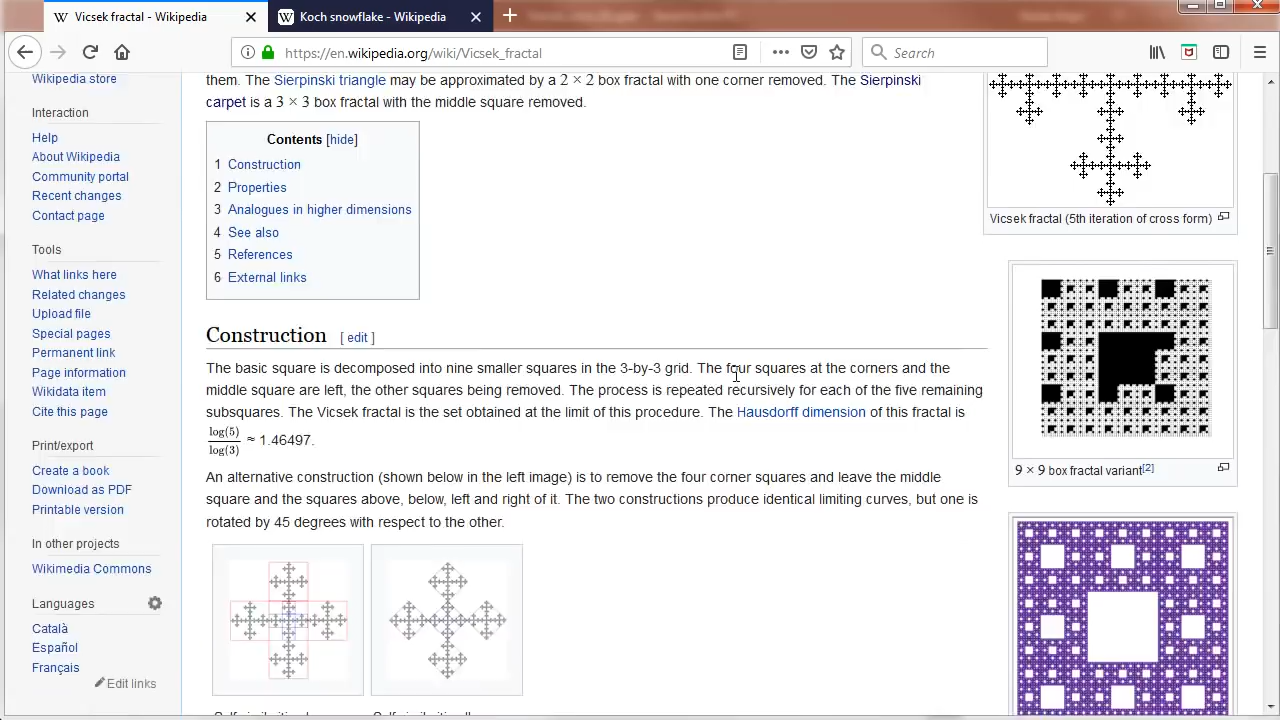 Vicsek fractal - Wikipedia
Koch snowflake - Wikipedia
https://en.wikipedia.org/wiki/Vicsek_fractal
Search
Wikipedia store
Interaction
Help
About Wikipedia
Community portal
Recent changes
Contact page
Tools
What links here
Related changes
Upload file
Special pages
Permanent link
Page information
Wikidata item
Cite this page
Print/export
Create a book
Download as PDF
Printable version
In other projects
Wikimedia Commons
Languages
Català
Español
Français
Edit links
them. The Sierpinski triangle may be approximated by a 2 × 2 box fractal with one corner removed. The Sierpinski
carpet is a 3 × 3 box fractal with the middle square removed.
Contents [hide]
1 Construction
2 Properties
3 Analogues in higher dimensions
4 See also
5 References
6 External links
Construction [ edit ]
The basic square is decomposed into nine smaller squares in the 3-by-3 grid. The four squares at the corners and the
middle square are left, the other squares being removed. The process is repeated recursively for each of the five remaining
subsquares. The Vicsek fractal is the set obtained at the limit of this procedure. The Hausdorff dimension of this fractal is
log(5)
log(3) ≈ 1.46497.
An alternative construction (shown below in the left image) is to remove the four corner squares and leave the middle
square and the squares above, below, left and right of it. The two constructions produce identical limiting curves, but one is
rotated by 45 degrees with respect to the other.
Vicsek fractal (5th iteration of cross form)
9 × 9 box fractal variant[2]